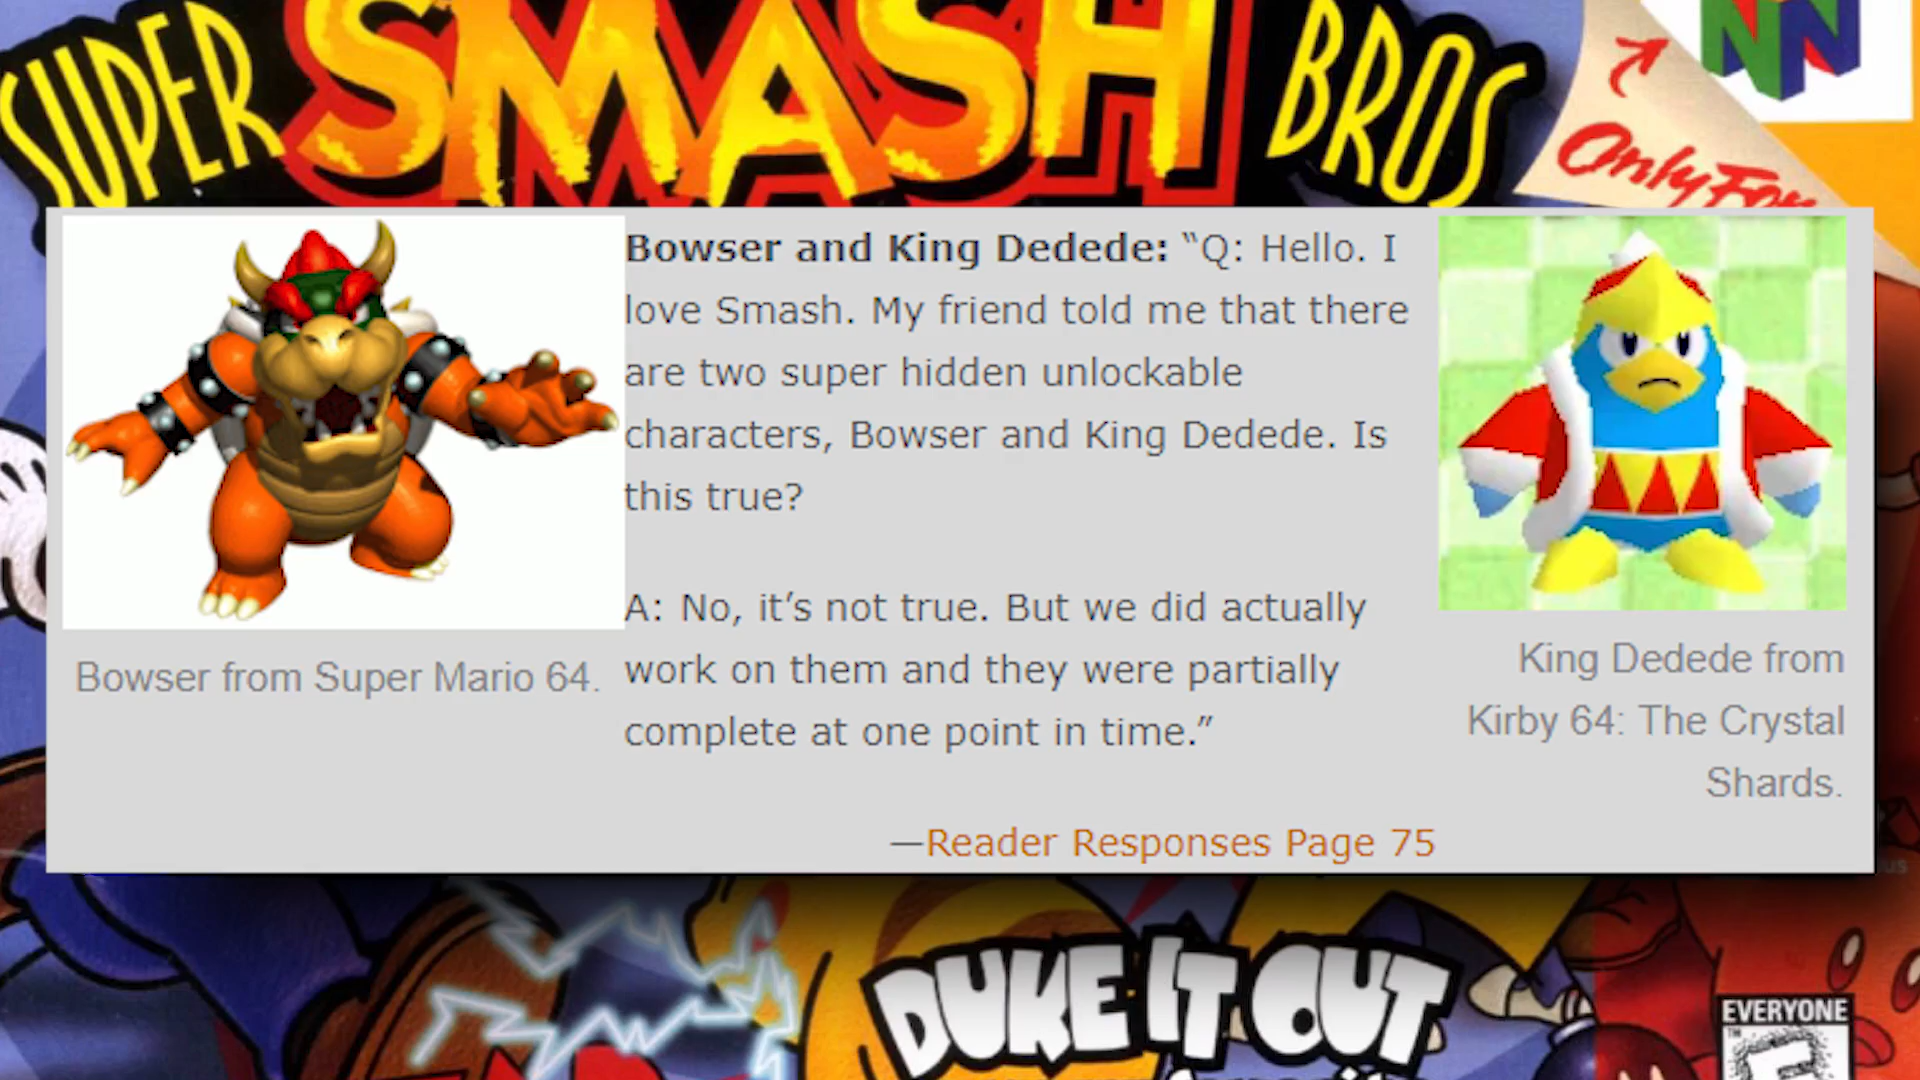 SUPER SMASH BROS
Only For
Bowser and King Dedede: “Q: Hello. I
love Smash. My friend told me that there
are two super hidden unlockable
characters, Bowser and King Dedede. Is
this true?
A: No, it’s not true. But we did actually
work on them and they were partially
complete at one point in time.”
—Reader Responses Page 75
Bowser from Super Mario 64.
King Dedede from
Kirby 64: The Crystal
Shards.
DUKE IT OUT
EVERYONE
TM
E